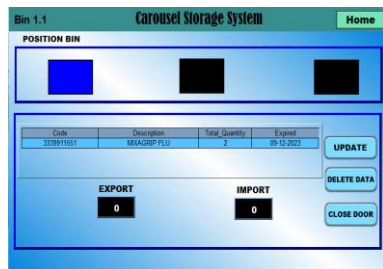 Bin 1.1 Carousel Storage System Home
POSITION BIN
Code Description Total_Quantity Expired
3339911551 MIXAGRIP FLU 2 09-12-2023
UPDATE
DELETE DATA
EXPORT IMPORT
0 0
CLOSE DOOR